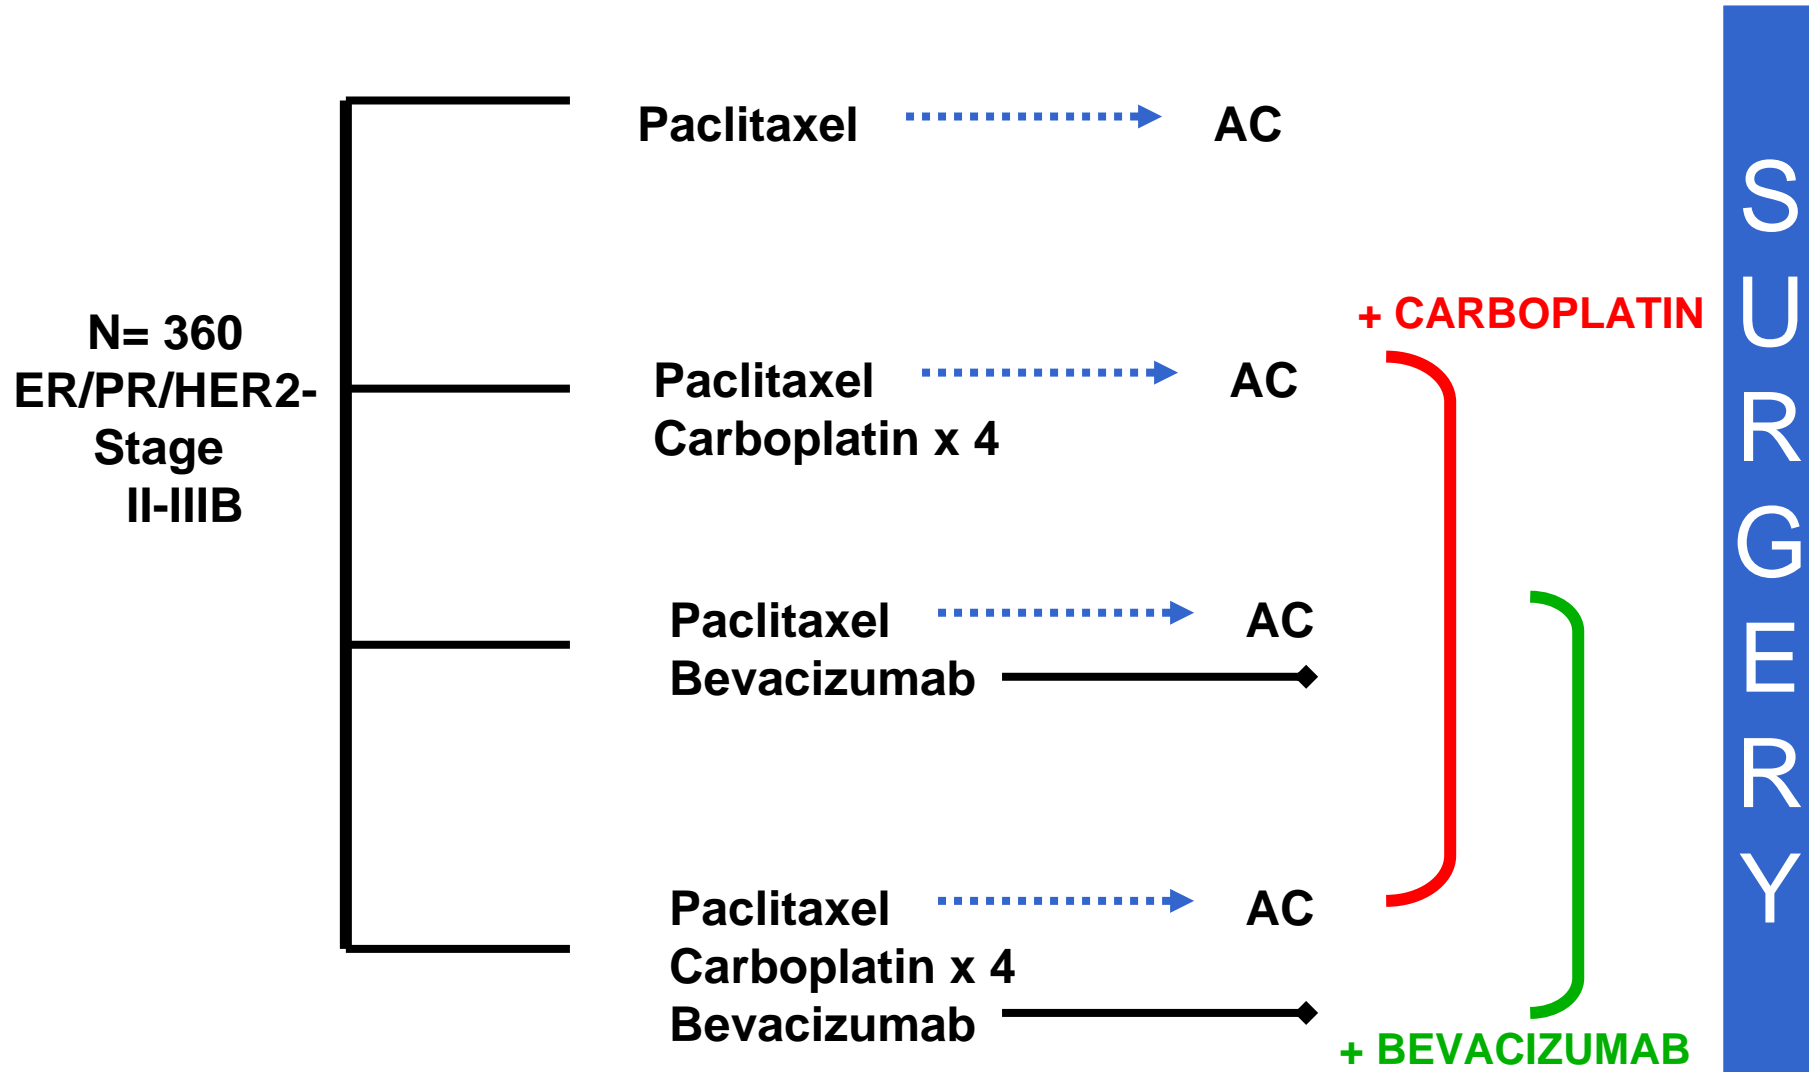 Paclitaxel AC
N= 360
ER/PR/HER2-
Stage
II-IIIB
+ CARBOPLATIN
Paclitaxel AC
Carboplatin x 4
Paclitaxel AC
Bevacizumab
Paclitaxel AC
Carboplatin x 4
Bevacizumab
+ BEVACIZUMAB
S
U
R
G
E
R
Y